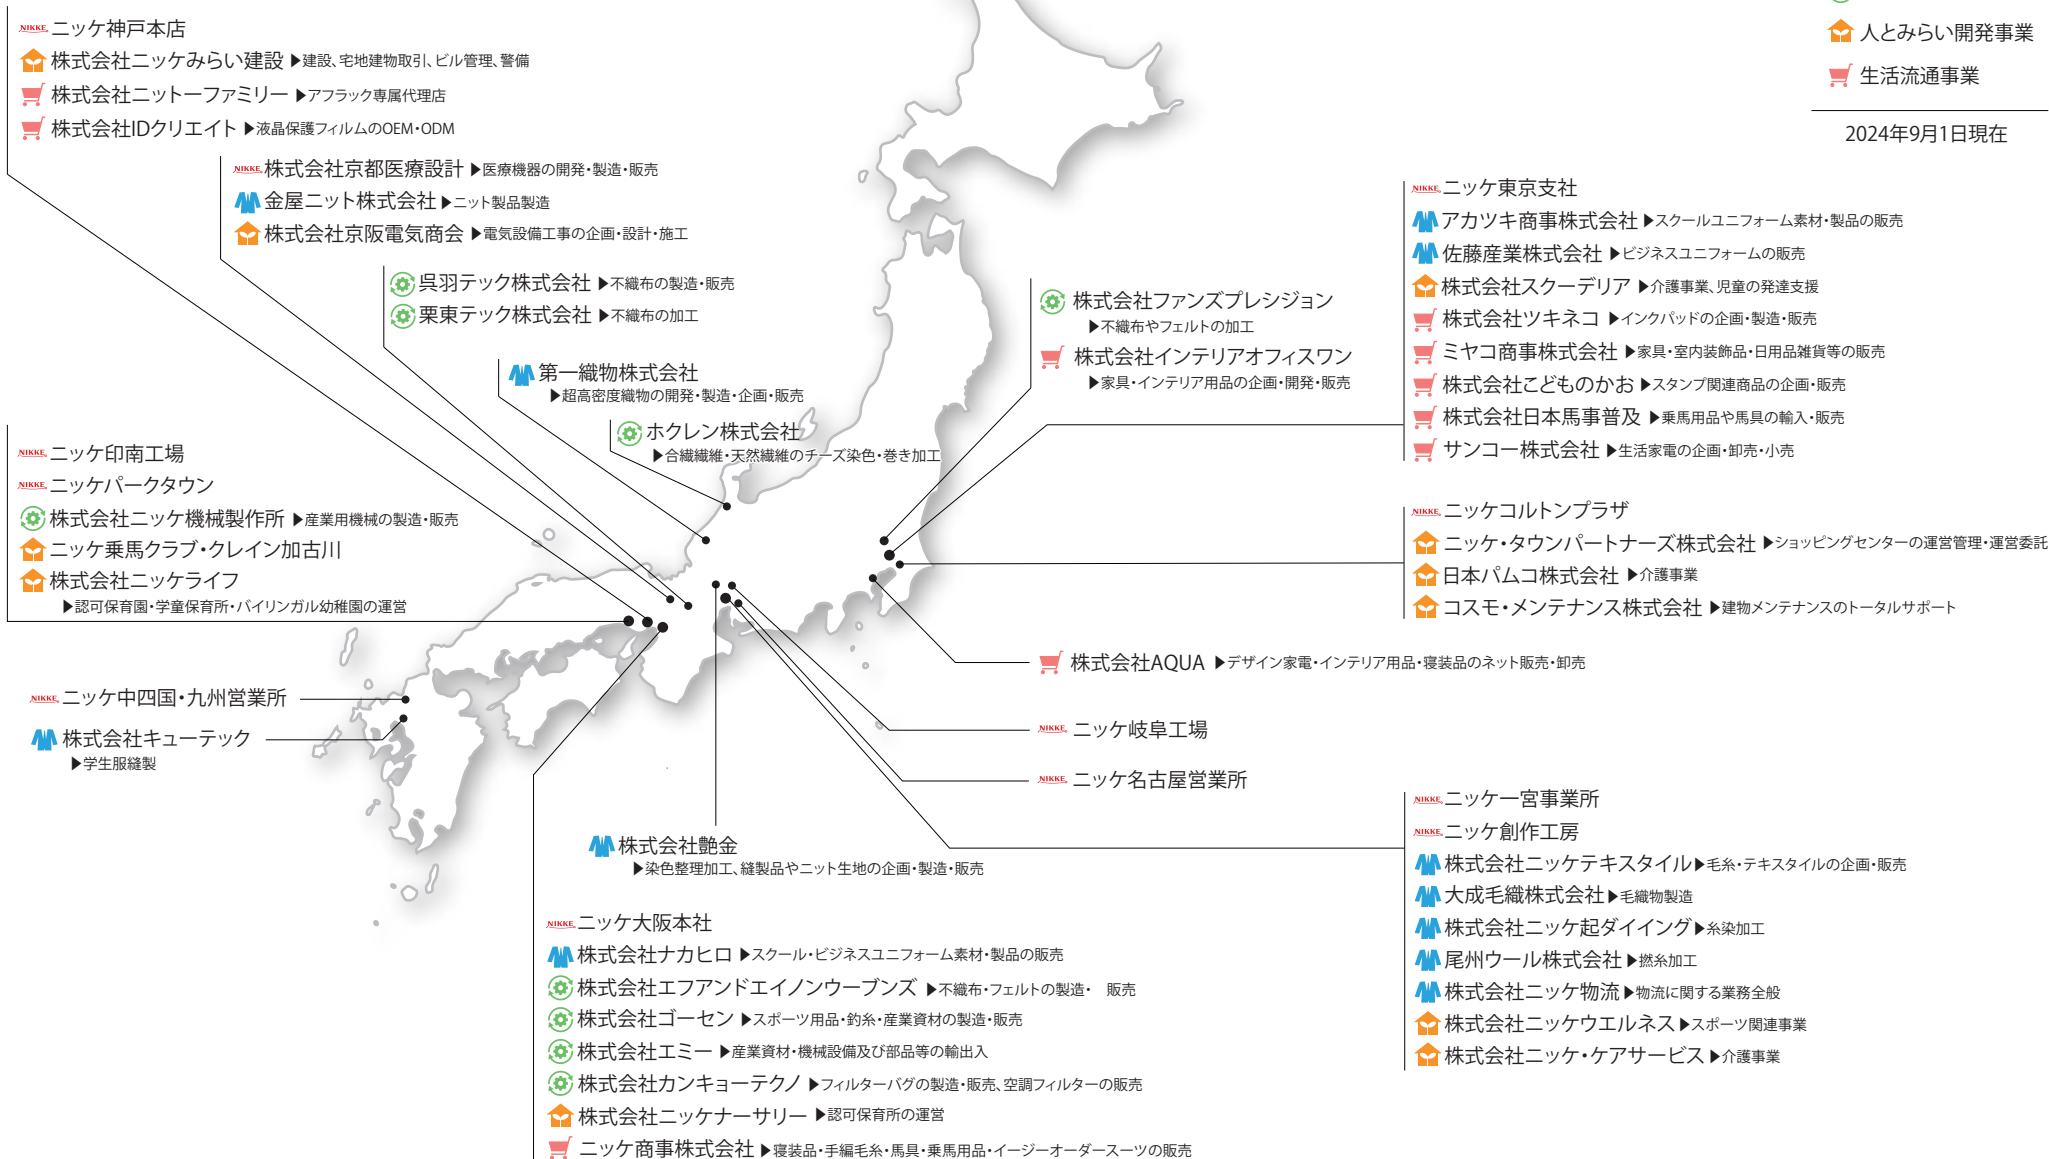 NIKKE ニッケ神戸本店
株式会社ニッケみらい建設 ▶建設、宅地建物取引、ビル管理、警備
株式会社ニットーファミリー ▶アフラック専属代理店
株式会社IDクリエイト ▶液晶保護フィルムのOEM・ODM
NIKKE 株式会社京都医療設計 ▶医療機器の開発・製造・販売
金屋ニット株式会社 ▶ニット製品製造
株式会社京阪電気商会 ▶電気設備工事の企画・設計・施工
呉羽テック株式会社 ▶不織布の製造・販売
栗東テック株式会社 ▶不織布の加工
第一織物株式会社
▶超高密度織物の開発・製造・企画・販売
ホクレン株式会社
▶合繊繊維・天然繊維のチーズ染色・巻き加工
NIKKE ニッケ印南工場
NIKKE ニッケパークタウン
株式会社ニッケ機械製作所 ▶産業用機械の製造・販売
ニッケ乗馬クラブ・クレイン加古川
株式会社ニッケライフ
▶認可保育園・学童保育所・バイリンガル幼稚園の運営
NIKKE ニッケ中四国・九州営業所
株式会社キューテック
▶学生服縫製
人とみらい開発事業
生活流通事業
2024年9月1日現在
株式会社ファンズプレシジョン
▶不織布やフェルトの加工
株式会社インテリアオフィスワン
▶家具・インテリア用品の企画・開発・販売
NIKKE ニッケ東京支社
アカツキ商事株式会社 ▶スクールユニフォーム素材・製品の販売
佐藤産業株式会社 ▶ビジネスユニフォームの販売
株式会社スクーデリア ▶介護事業、児童の発達支援
株式会社ツキネコ ▶インクパッドの企画・製造・販売
ミヤコ商事株式会社 ▶家具・室内装飾品・日用品雑貨等の販売
株式会社こどものかお ▶スタンプ関連商品の企画・販売
株式会社日本馬事普及 ▶乗馬用品や馬具の輸入・販売
サンコー株式会社 ▶生活家電の企画・卸売・小売
NIKKE ニッケコルトンプラザ
ニッケ・タウンパートナーズ株式会社 ▶ショッピングセンターの運営管理・運営委託
日本パムコ株式会社 ▶介護事業
コスモ・メンテナンス株式会社 ▶建物メンテナンスのトータルサポート
株式会社AQUA ▶デザイン家電・インテリア用品・寝装品のネット販売・卸売
NIKKE ニッケ岐阜工場
NIKKE ニッケ名古屋営業所
NIKKE ニッケ一宮事業所
NIKKE ニッケ創作工房
株式会社ニッケテキスタイル ▶毛糸・テキスタイルの企画・販売
大成毛織株式会社 ▶毛織物製造
株式会社ニッケ起ダイイング ▶糸染加工
尾州ウール株式会社 ▶撚糸加工
株式会社ニッケ物流 ▶物流に関する業務全般
株式会社ニッケウエルネス ▶スポーツ関連事業
株式会社ニッケ・ケアサービス ▶介護事業
株式会社艶金
▶染色整理加工、縫製品やニット生地の企画・製造・販売
NIKKE ニッケ大阪本社
株式会社ナカヒロ ▶スクール・ビジネスユニフォーム素材・製品の販売
株式会社エフアンドエイノンウーブンズ ▶不織布・フェルトの製造・ 販売
株式会社ゴーセン ▶スポーツ用品・釣糸・産業資材の製造・販売
株式会社エミー ▶産業資材・機械設備及び部品等の輸出入
株式会社カンキョーテクノ ▶フィルターバグの製造・販売、空調フィルターの販売
株式会社ニッケナーサリー ▶認可保育所の運営
ニッケ商事株式会社 ▶寝装品・手編毛糸・馬具・乗馬用品・イージーオーダースーツの販売